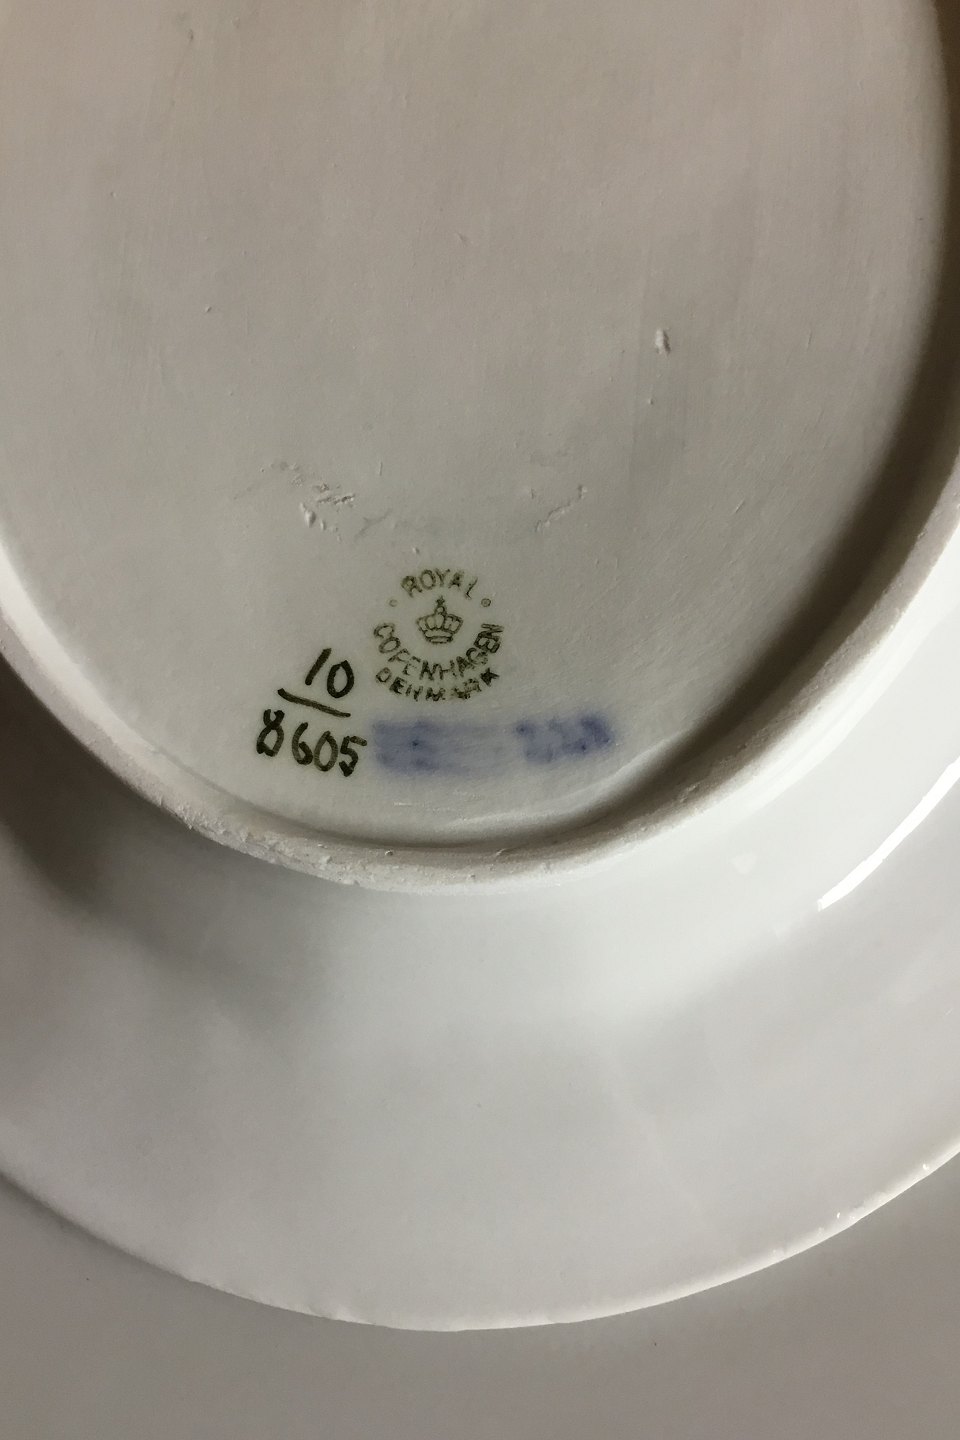 ROYAL
COPENHAGEN
DENMARK
10
8605